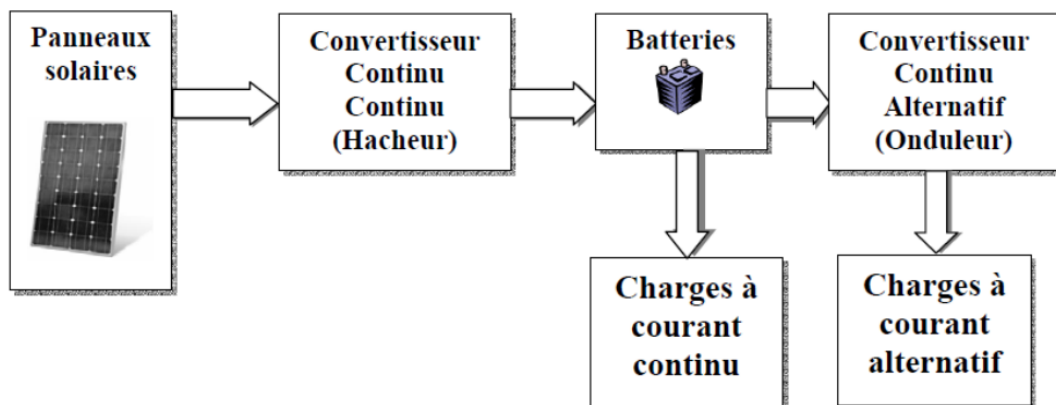 Panneaux
solaires
Convertisseur
Continu
Continu
(Hacheur)
Batteries
Convertisseur
Continu
Alternatif
(Onduleur)
Charges à
courant
continu
Charges à
courant
alternatif